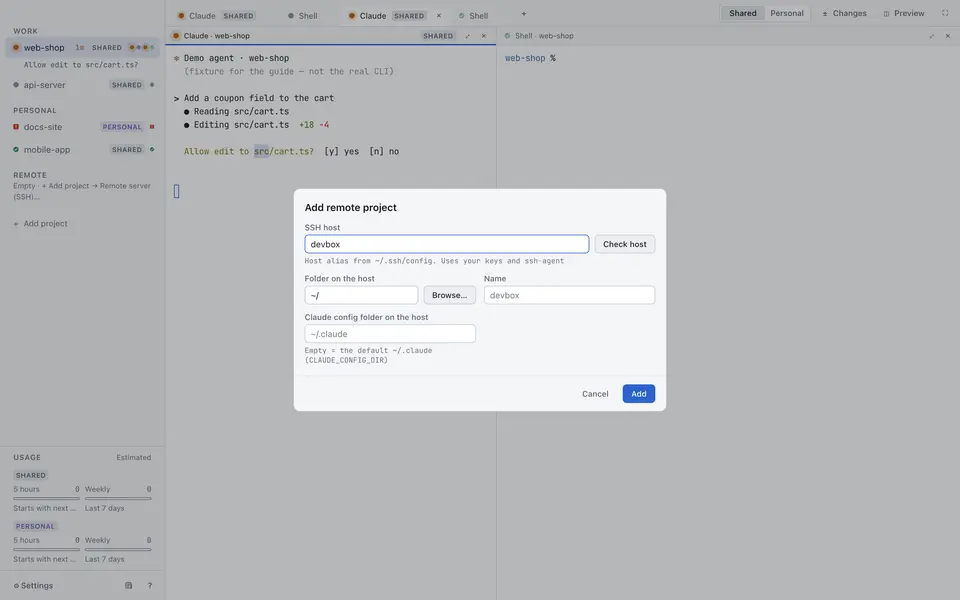 Claude SHARED
Shell
Claude SHARED ×
Shell
+
Shared
Personal
± Changes
Preview
WORK
web-shop 1m SHARED
Allow edit to src/cart.ts?
api-server SHARED
PERSONAL
docs-site PERSONAL
mobile-app SHARED
REMOTE
Empty · + Add project → Remote server
(SSH)…
+ Add project
Claude · web-shop SHARED ×
Demo agent · web-shop
(fixture for the guide — not the real CLI)
> Add a coupon field to the cart
● Reading src/cart.ts
● Editing src/cart.ts +18 -4
Allow edit to src/cart.ts? [y] yes [n] no
Shell · web-shop ×
web-shop %
Add remote project
SSH host
devbox
Check host
Host alias from ~/.ssh/config. Uses your keys and ssh-agent
Folder on the host
Name
~/
Browse…
devbox
Claude config folder on the host
~/.claude
Empty = the default ~/.claude
(CLAUDE_CONFIG_DIR)
Cancel
Add
USAGE Estimated
SHARED
5 hours 0 Weekly 0
Starts with next … Last 7 days
PERSONAL
5 hours 0 Weekly 0
Starts with next … Last 7 days
Settings
?